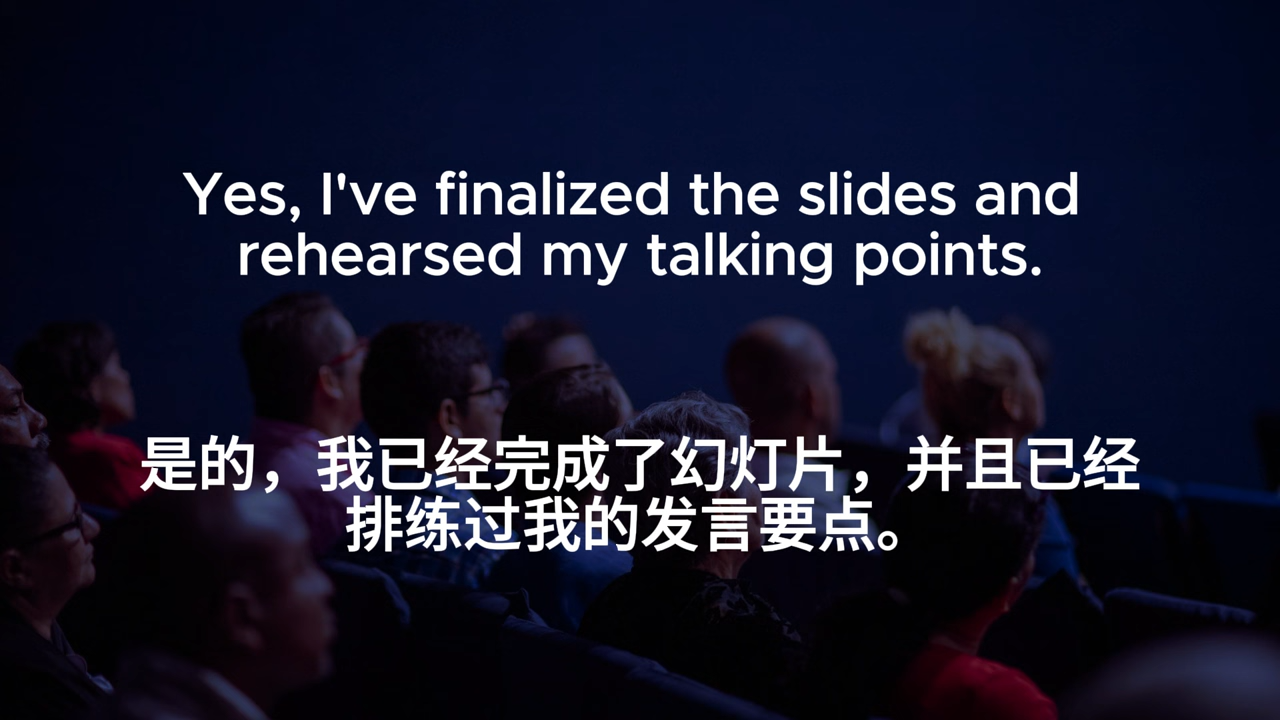 Yes, I've finalized the slides and
rehearsed my talking points.
是的，我已经完成了幻灯片，并且已经
排练过我的发言要点。